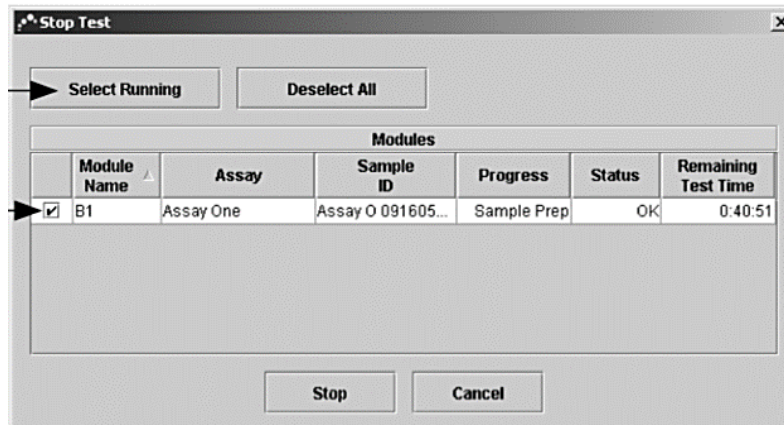 Stop Test
Select Running
Deselect All
Modules
Module Name Assay Sample ID Progress Status Remaining Test Time
B1 Assay One Assay O 091605... Sample Prep OK 0:40:51
Stop
Cancel